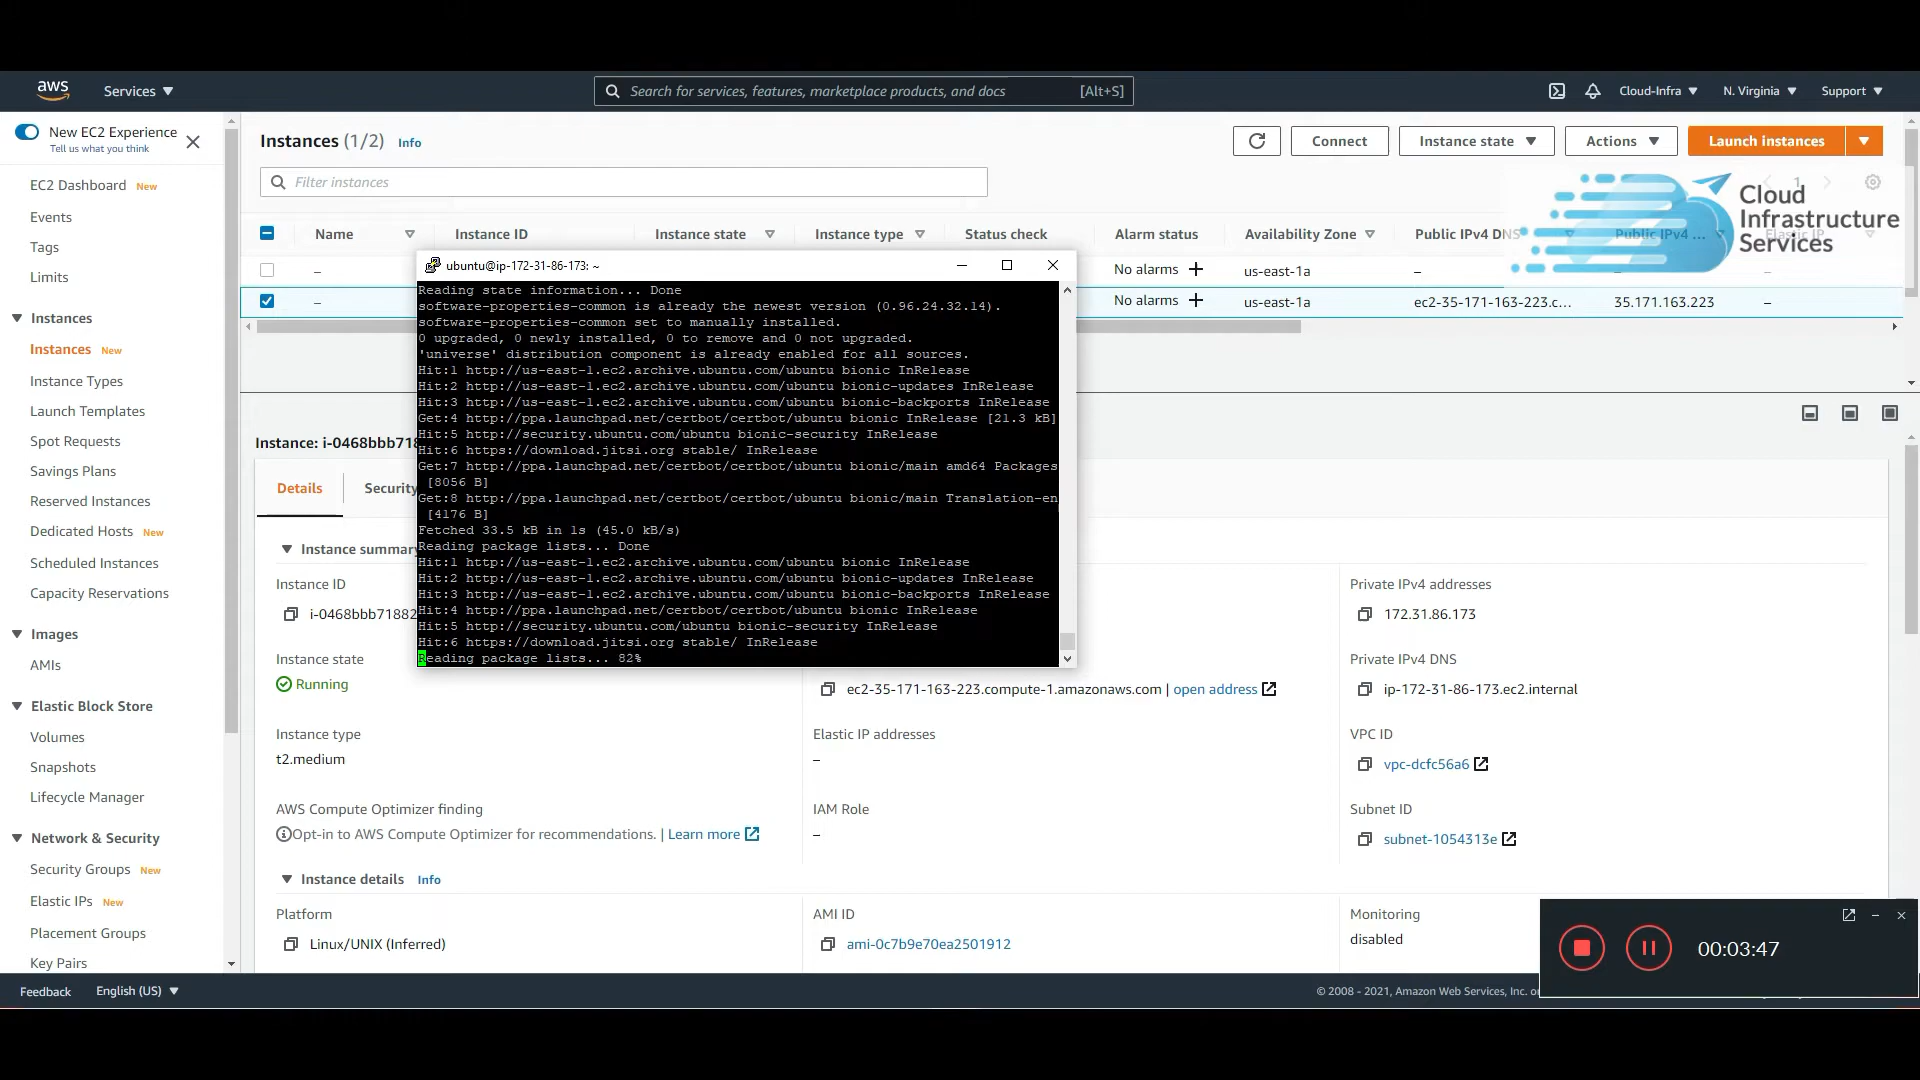 aws
Services
Search for services, features, marketplace products, and docs
[Alt+S]
Cloud-Infra
N. Virginia
Support
New EC2 Experience
Tell us what you think
EC2 Dashboard New
Events
Tags
Limits
Instances
Instances New
Instance Types
Launch Templates
Spot Requests
Savings Plans
Reserved Instances
Dedicated Hosts New
Scheduled Instances
Capacity Reservations
Images
AMIs
Elastic Block Store
Volumes
Snapshots
Lifecycle Manager
Network & Security
Security Groups New
Elastic IPs New
Placement Groups
Key Pairs
Instances (1/2) Info
Connect
Instance state
Actions
Launch instances
Filter instances
1
Cloud
Infrastructure
Services
Name
Instance ID
Instance state
Instance type
Status check
Alarm status
Availability Zone
Public IPv4 DNS
Public IPv4 ...
Elastic IP
– No alarms + us-east-1a – –
– No alarms + us-east-1a ec2-35-171-163-223.c... 35.171.163.223 –
ubuntu@ip-172-31-86-173: ~
Reading state information... Done
software-properties-common is already the newest version (0.96.24.32.14).
software-properties-common set to manually installed.
0 upgraded, 0 newly installed, 0 to remove and 0 not upgraded.
'universe' distribution component is already enabled for all sources.
Hit:1 http://us-east-1.ec2.archive.ubuntu.com/ubuntu bionic InRelease
Hit:2 http://us-east-1.ec2.archive.ubuntu.com/ubuntu bionic-updates InRelease
Hit:3 http://us-east-1.ec2.archive.ubuntu.com/ubuntu bionic-backports InRelease
Get:4 http://ppa.launchpad.net/certbot/certbot/ubuntu bionic InRelease [21.3 kB]
Hit:5 http://security.ubuntu.com/ubuntu bionic-security InRelease
Hit:6 https://download.jitsi.org stable/ InRelease
Get:7 http://ppa.launchpad.net/certbot/certbot/ubuntu bionic/main amd64 Packages
[8056 B]
Get:8 http://ppa.launchpad.net/certbot/certbot/ubuntu bionic/main Translation-en
[4176 B]
Fetched 33.5 kB in 1s (45.0 kB/s)
Reading package lists... Done
Hit:1 http://us-east-1.ec2.archive.ubuntu.com/ubuntu bionic InRelease
Hit:2 http://us-east-1.ec2.archive.ubuntu.com/ubuntu bionic-updates InRelease
Hit:3 http://us-east-1.ec2.archive.ubuntu.com/ubuntu bionic-backports InRelease
Hit:4 http://ppa.launchpad.net/certbot/certbot/ubuntu bionic InRelease
Hit:5 http://security.ubuntu.com/ubuntu bionic-security InRelease
Hit:6 https://download.jitsi.org stable/ InRelease
Reading package lists... 82%
Instance: i-0468bbb718
Details
Security
Instance summary
Instance ID
i-0468bbb71882
Private IPv4 addresses
172.31.86.173
Instance state
Running
ec2-35-171-163-223.compute-1.amazonaws.com | open address
Private IPv4 DNS
ip-172-31-86-173.ec2.internal
Instance type
t2.medium
Elastic IP addresses
–
VPC ID
vpc-dcfc56a6
AWS Compute Optimizer finding
Opt-in to AWS Compute Optimizer for recommendations. | Learn more
IAM Role
–
Subnet ID
subnet-1054313e
Instance details Info
Platform
Linux/UNIX (Inferred)
AMI ID
ami-0c7b9e70ea2501912
Monitoring
disabled
00:03:47
Feedback
English (US)
© 2008 - 2021, Amazon Web Services, Inc. or